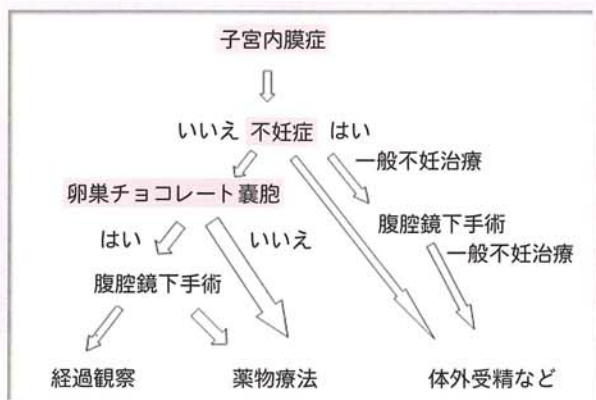 子宮内膜症
いいえ 不妊症 はい
一般不妊治療
卵巣チョコレート嚢胞
腹腔鏡下手術
はい いいえ
一般不妊治療
腹腔鏡下手術
経過観察 薬物療法 体外受精など